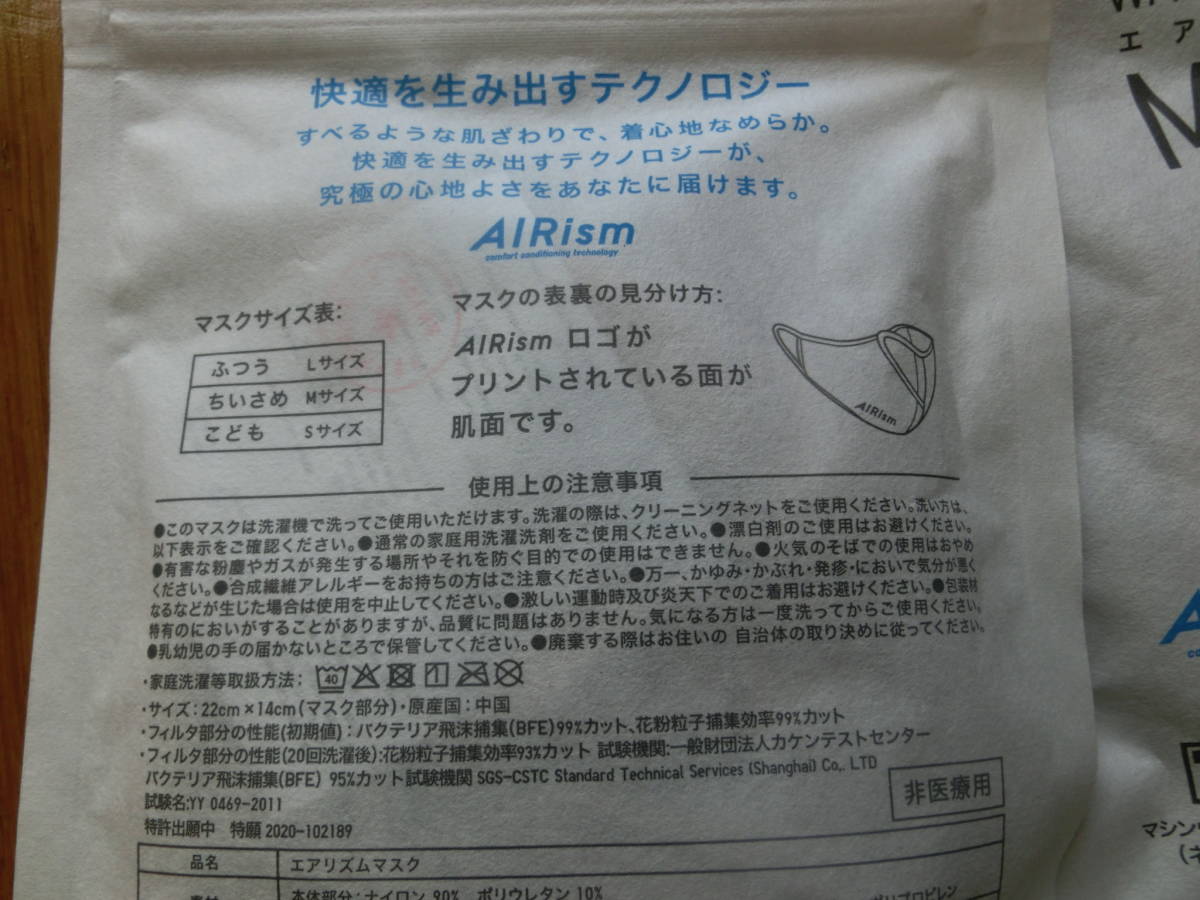 快適を生み出すテクノロジー
すべるような肌ざわりで、着心地なめらか。
快適を生み出すテクノロジーが、
究極の心地よさをあなたに届けます。
AIRism
comfort conditioning technology
マスクサイズ表:
ふつう Lサイズ
ちいさめ Mサイズ
こども Sサイズ
マスクの表裏の見分け方:
AIRism ロゴが
プリントされている面が
肌面です。
AIRism
使用上の注意事項
●このマスクは洗濯機で洗ってご使用いただけます。洗濯の際は、クリーニングネットをご使用ください。洗い方は、
以下表示をご確認ください。●通常の家庭用洗濯洗剤をご使用ください。●漂白剤のご使用はお避けください。
●有害な粉塵やガスが発生する場所やそれを防ぐ目的での使用はできません。●火気のそばでの使用はおやめ
ください。●合成繊維アレルギーをお持ちの方はご注意ください。●万一、かゆみ・かぶれ・発疹・においで気分が悪く
なるなどが生じた場合は使用を中止してください。●激しい運動時及び炎天下でのご着用はお避けください。●包装材
特有のにおいがすることがありますが、品質に問題はありません。気になる方は一度洗ってからご使用ください。
●乳幼児の手の届かないところで保管してください。●廃棄する際はお住いの 自治体の取り決めに従ってください。
・家庭洗濯等取扱方法: 40
・サイズ:22cm×14cm(マスク部分)・原産国:中国
・フィルタ部分の性能(初期値):バクテリア飛沫捕集(BFE)99%カット、花粉粒子捕集効率99%カット
・フィルタ部分の性能(20回洗濯後):花粉粒子捕集効率93%カット 試験機関:一般財団法人カケンテストセンター
バクテリア飛沫捕集(BFE) 95%カット試験機関 SGS-CSTC Standard Technical Services (Shanghai) Co,. LTD
試験名:YY 0469-2011
非医療用
特許出願中 特願 2020-102189
品名 エアリズムマスク
本体部分:ナイロン 90% ポリウレタン 10%
エア
M
マシン